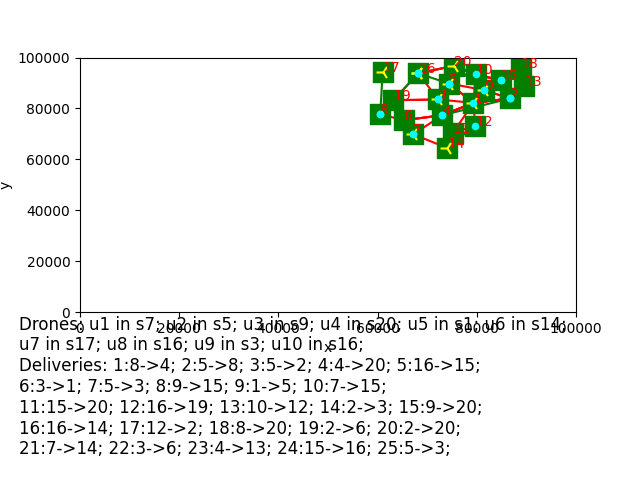 100000
80000
60000
40000
20000
0
y
0 20000 40000 60000 80000 100000
x
20
12
14
19
Drones: u1 in s7; u2 in s5; u3 in s9; u4 in s20; u5 in s1; u6 in s14;
u7 in s17; u8 in s16; u9 in s3; u10 in s16;
Deliveries: 1:8->4; 2:5->8; 3:5->2; 4:4->20; 5:16->15;
6:3->1; 7:5->3; 8:9->15; 9:1->5; 10:7->15;
11:15->20; 12:16->19; 13:10->12; 14:2->3; 15:9->20;
16:16->14; 17:12->2; 18:8->20; 19:2->6; 20:2->20;
21:7->14; 22:3->6; 23:4->13; 24:15->16; 25:5->3;